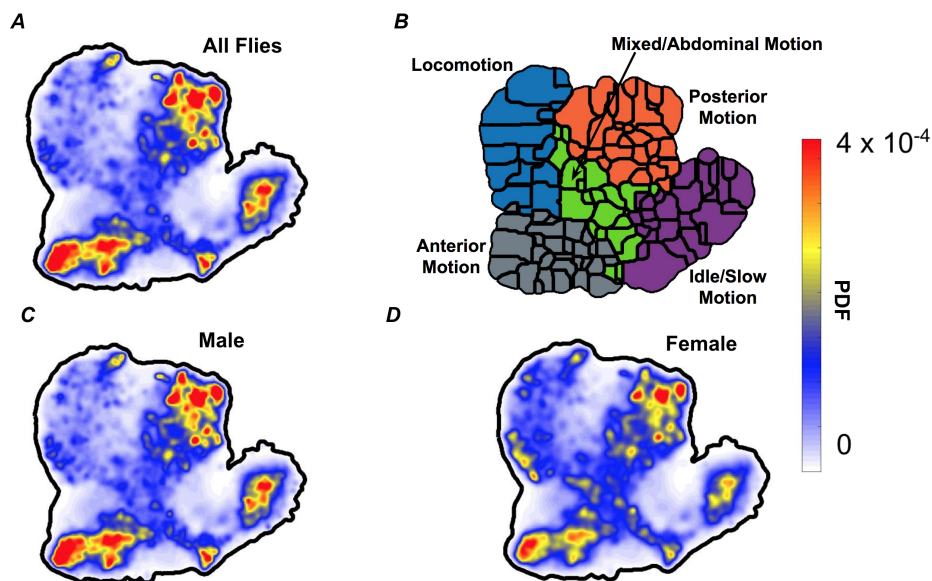 A
All Flies
B
Mixed/Abdominal Motion
Locomotion
Posterior
Motion
Anterior
Motion
Idle/Slow
Motion
4 x 10-4
PDF
0
C
Male
D
Female